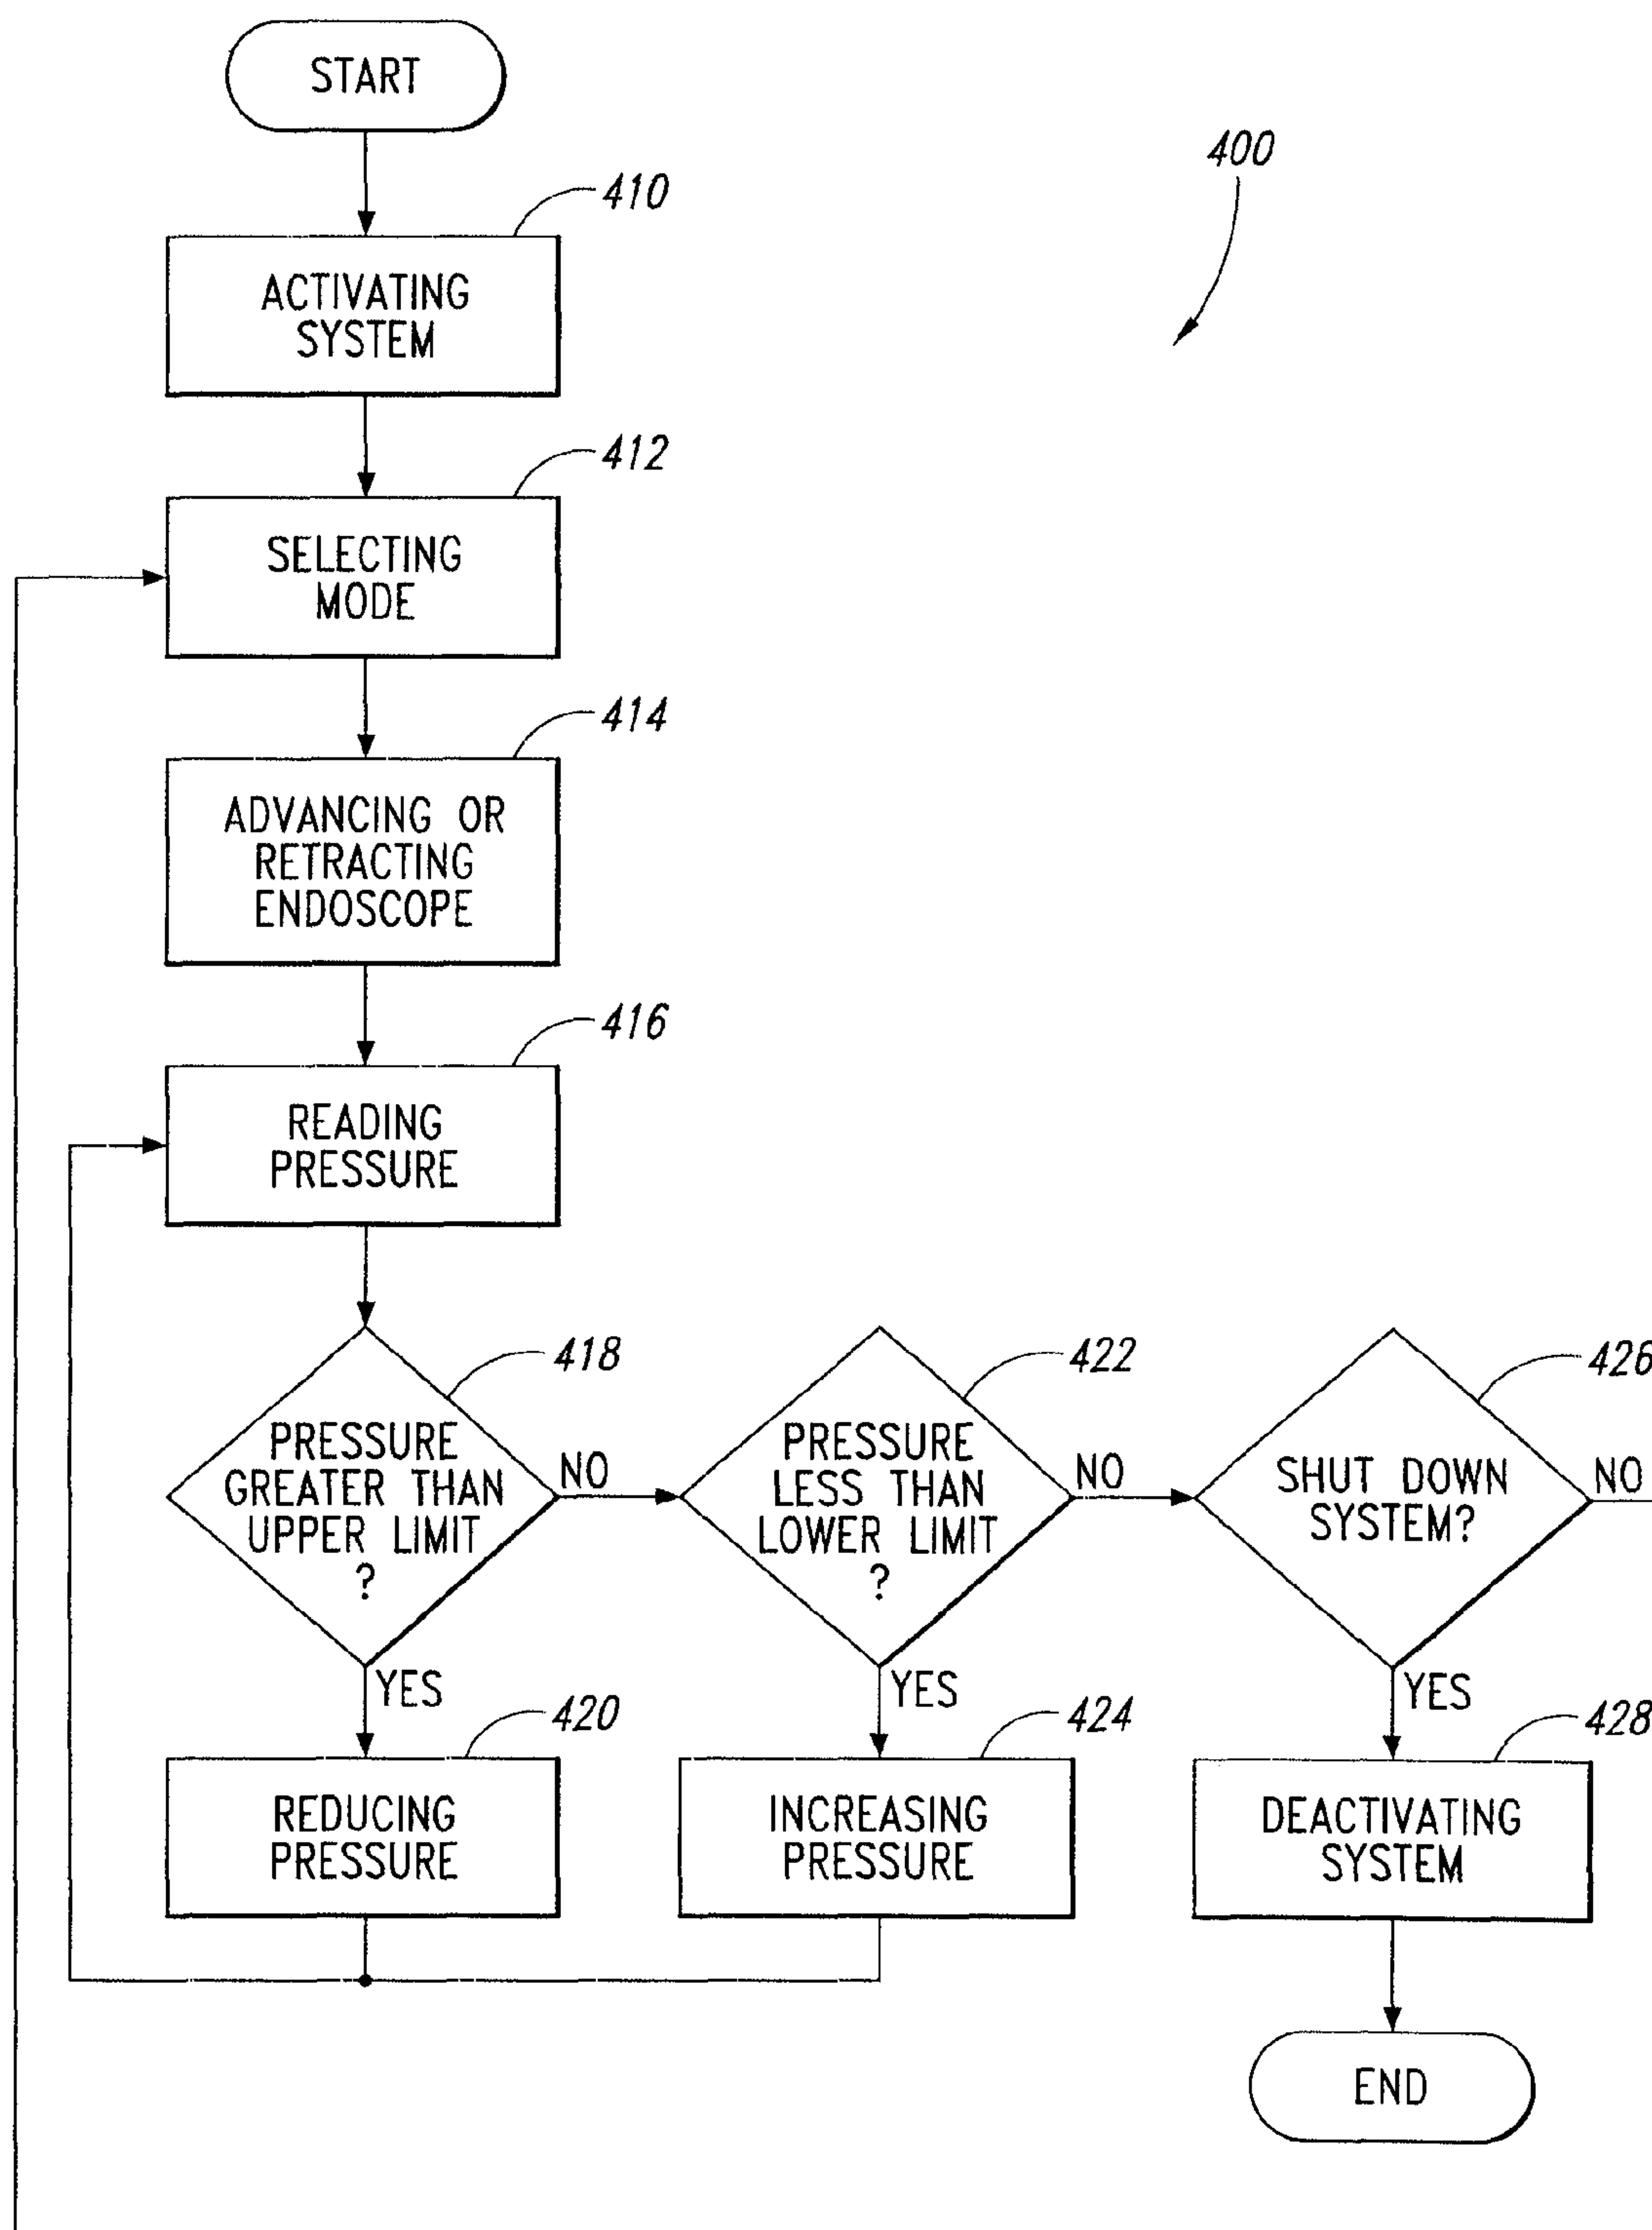 START
400
410
ACTIVATING
SYSTEM
412
SELECTING
MODE
414
ADVANCING OR
RETRACTING
ENDOSCOPE
416
READING
PRESSURE
418
PRESSURE
GREATER THAN
UPPER LIMIT
?
NO
422
PRESSURE
LESS THAN
LOWER LIMIT
?
NO
426
SHUT DOWN
SYSTEM?
NO
YES
420
REDUCING
PRESSURE
YES
424
INCREASING
PRESSURE
YES
428
DEACTIVATING
SYSTEM
END